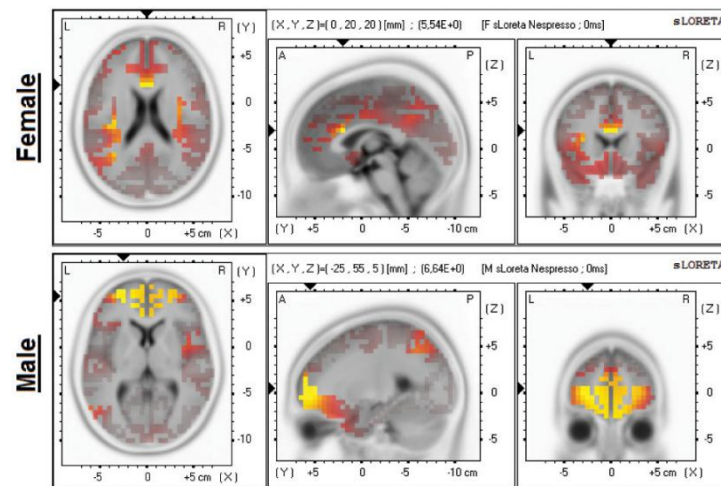 Female
(X,Y,Z)=( 0 , 20 , 20 ) [mm] ; (5,54E+0) [F sLoreta Nespresso ; 0ms] sLORETA
L R (Y)
+5
0
-5
-10
-5 0 +5 cm (X)
A P (Z)
+5
0
-5
(Y) +5 0 -5 -10 cm
L R (Z)
+5
0
-5
-5 0 +5 cm (X)
Male
(X,Y,Z)=( -25 , 55 , 5 ) [mm] ; (6,64E+0) [M sLoreta Nespresso ; 0ms] sLORETA
L R (Y)
+5
0
-5
-10
-5 0 +5 cm (X)
A P (Z)
+5
0
-5
(Y) +5 0 -5 -10 cm
L R (Z)
+5
0
-5
-5 0 +5 cm (X)